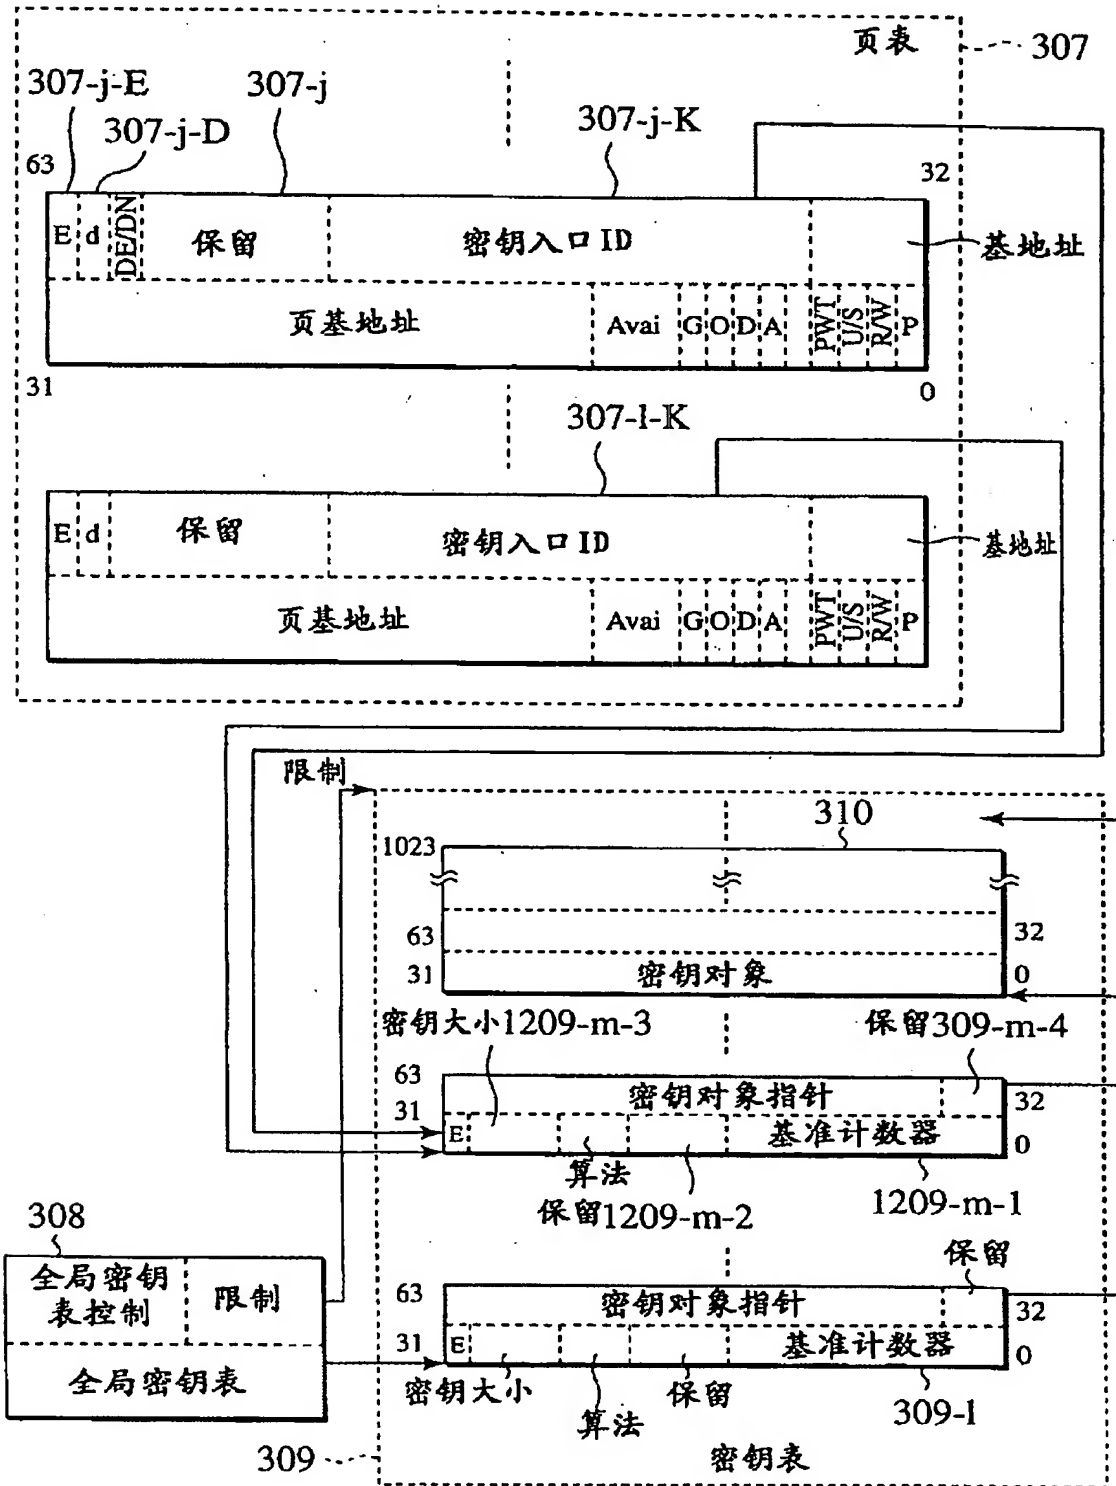 页表
307
307-j-E
307-j
307-j-D
307-j-K
63
32
E d DE/DN 保留 密钥入口 ID
基地址
页基地址 Avai G O D A PWT U/S R/W P
31
0
307-l-K
E d 保留 密钥入口 ID
基地址
页基地址 Avai G O D A PWT U/S R/W P
限制
310
1023
63
32
31
密钥对象
0
密钥大小1209-m-3
保留309-m-4
63
密钥对象指针
32
31
E
基准计数器
0
算法
保留1209-m-2
1209-m-1
308
保留
全局密钥
表控制
限制
63
密钥对象指针
32
31
E
基准计数器
0
全局密钥表
密钥大小
算法
保留
309-l
309
密钥表